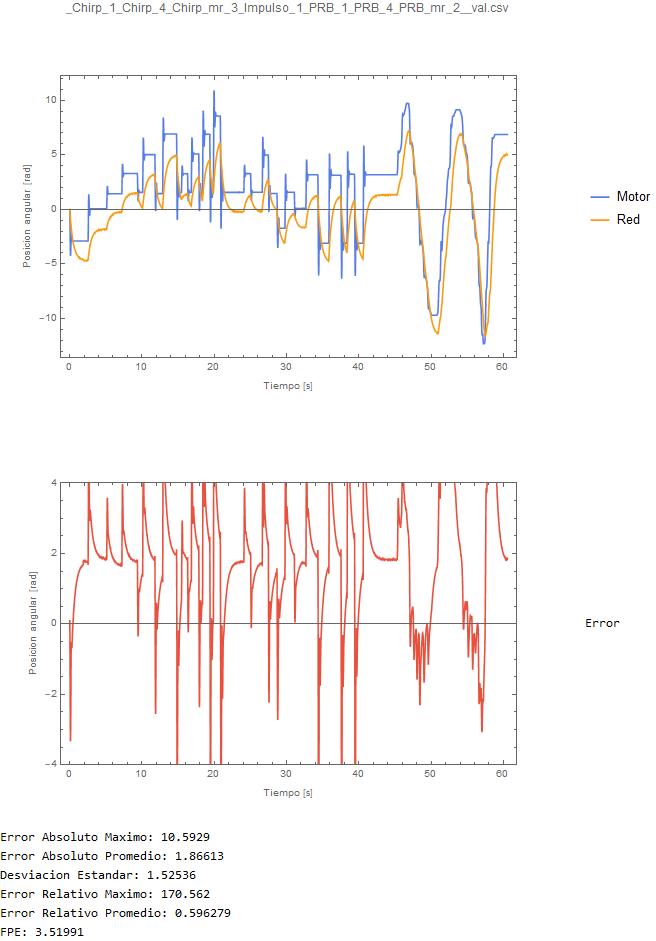 _Chirp_1_Chirp_4_Chirp_mr_3_Impulso_1_PRB_1_PRB_4_PRB_mr_2__val.csv
10
5
0
−5
−10
Posicion angular [rad]
0 10 20 30 40 50 60
Tiempo [s]
Motor
Red
4
2
0
−2
−4
Posicion angular [rad]
0 10 20 30 40 50 60
Tiempo [s]
Error
Error Absoluto Maximo: 10.5929
Error Absoluto Promedio: 1.86613
Desviacion Estandar: 1.52536
Error Relativo Maximo: 170.562
Error Relativo Promedio: 0.596279
FPE: 3.51991